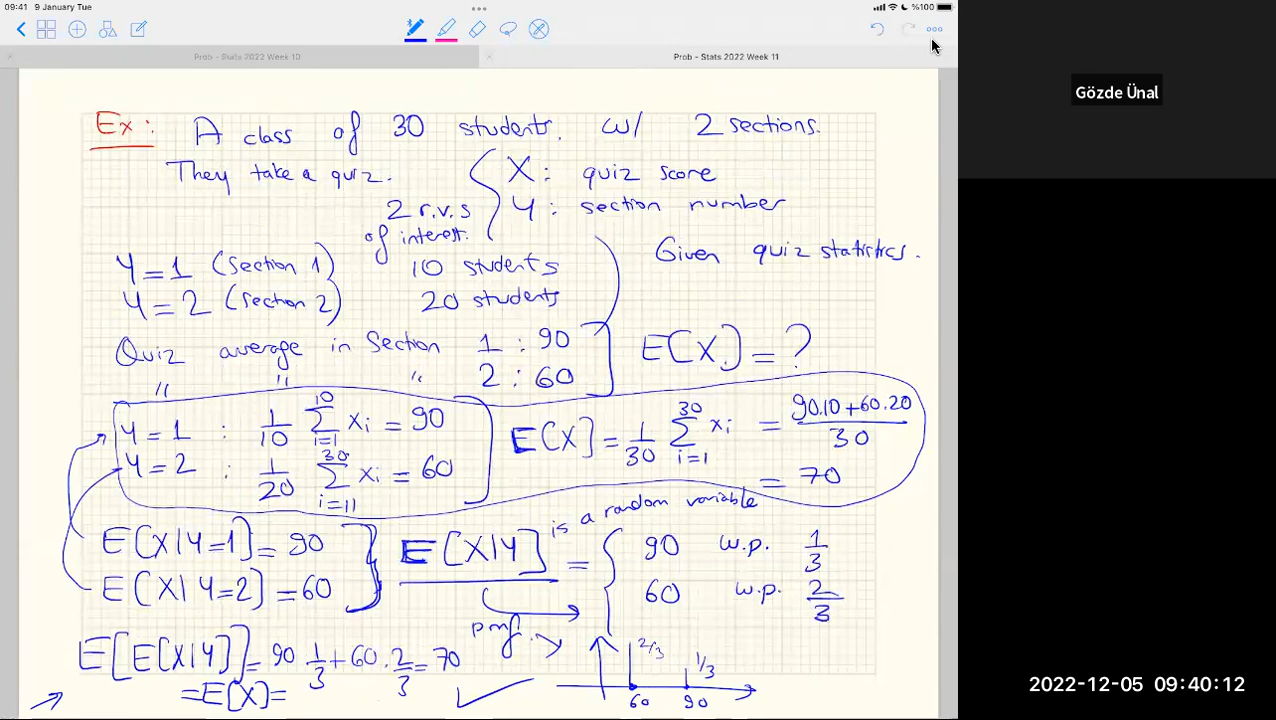 09:41 9 January Tue
%100
Prob - Stats 2022 Week 10
Prob - Stats 2022 Week 11
Gözde Ünal
Ex: A class of 30 students. w/ 2 sections.
They take a quiz. X: quiz score
2 r.v.s Y: section number
of interest.
Given quiz statistics.
Y=1 (Section 1) 10 students
Y=2 (Section 2) 20 students
Quiz average in Section 1 : 90
" " " 2 : 60
E[X] = ?
Y=1 : 1/10 ∑_{i=1}^{10} x_i = 90
Y=2 : 1/20 ∑_{i=11}^{30} x_i = 60
E[X] = 1/30 ∑_{i=1}^{30} x_i = (90.10+60.20)/30
= 70
E[X|Y=1] = 90
E[X|Y=2] = 60
E[X|Y] is a random variable
= { 90 w.p. 1/3
60 w.p. 2/3
pmf.
2/3 1/3
60 90
E[E[X|Y]] = 90 1/3 + 60 . 2/3 = 70
=E[X]=
2022-12-05 09:40:12